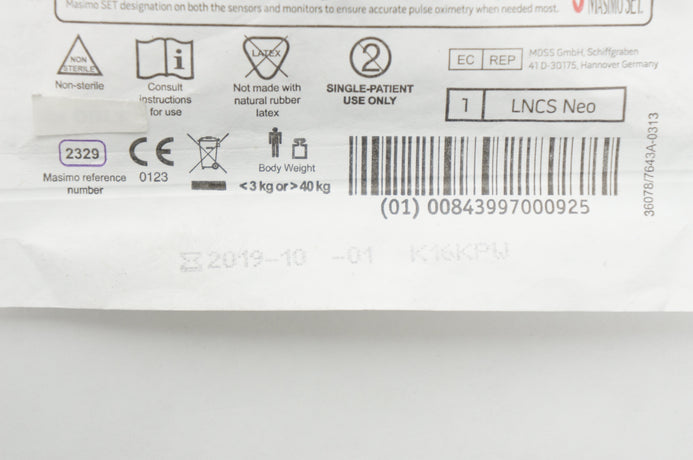 Masimo SET designation on both the sensors and monitors to ensure accurate pulse oximetry when needed most.
MASIMO SET.
NON
STERILE
Non-sterile
i
Consult
instructions
for use
LATEX
Not made with
natural rubber
latex
2
SINGLE-PATIENT
USE ONLY
EC REP
MDSS GmbH, Schiffgraben
41 D-30175, Hannover Germany
1 LNCS Neo
2329
Masimo reference
number
CE
0123
Body Weight
<3 kg or >40 kg
(01) 00843997000925
36078/7643A-0313
2019-10 -01 K16KPW